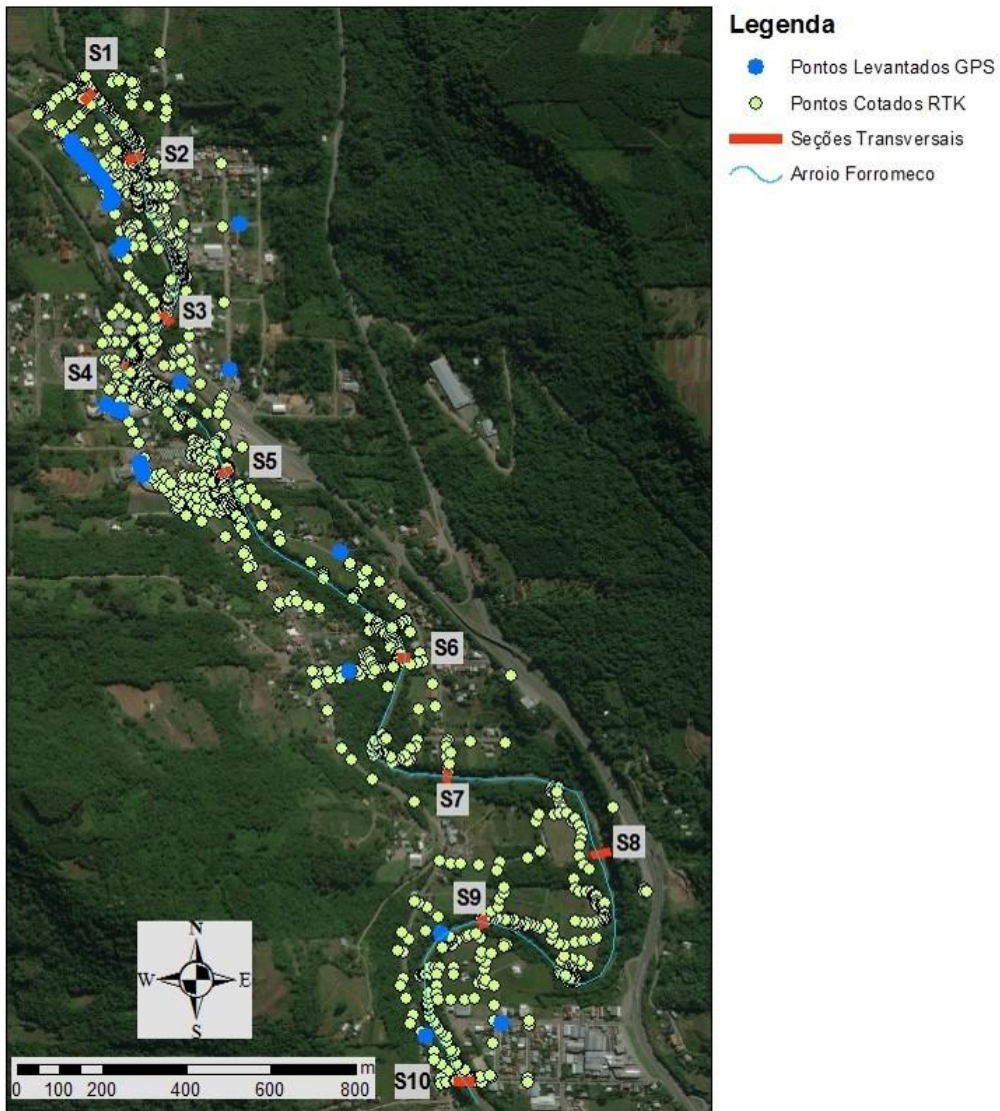 Legenda
Pontos Levantados GPS
Pontos Cotados RTK
Seções Transversais
Arroio Forromeco
S1
S2
S3
S4
S5
S6
S7
S8
S9
S10
N
W E
S
m
0 100 200 400 600 800